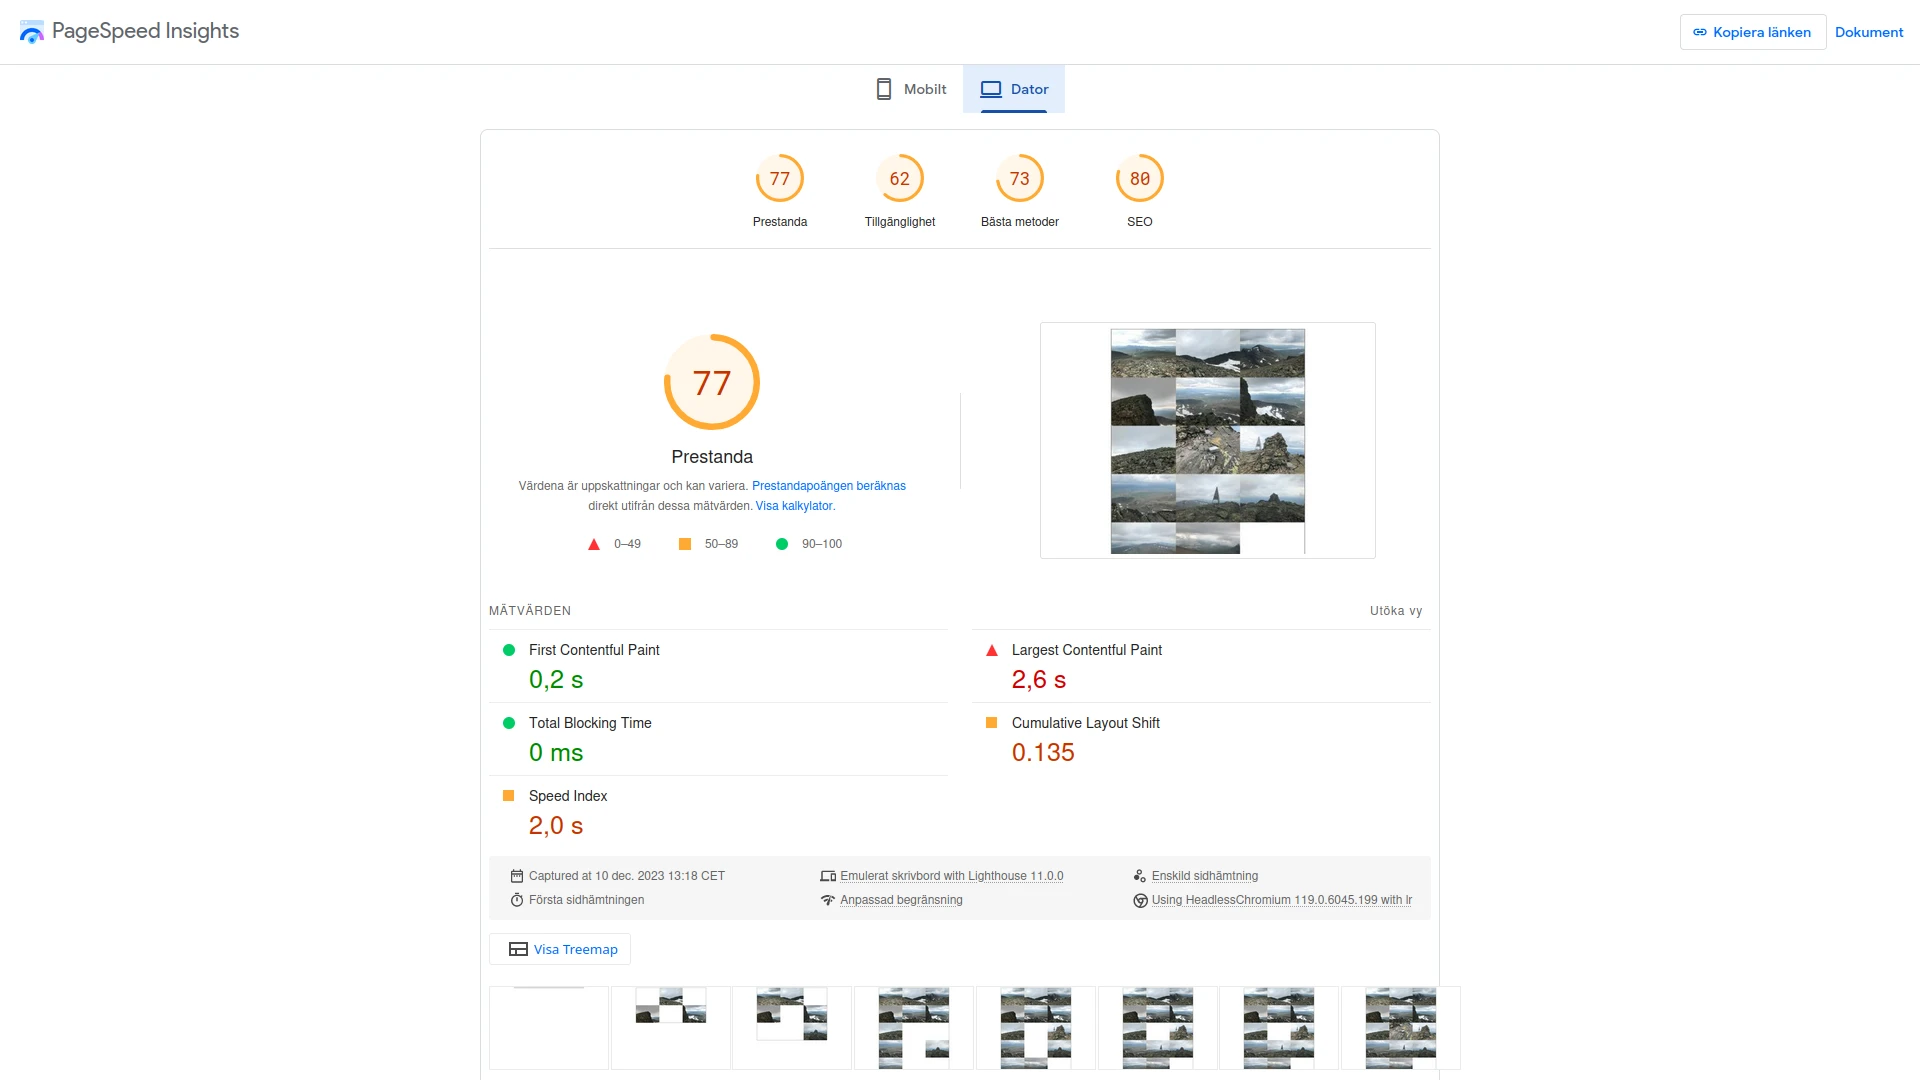 PageSpeed Insights
Kopiera länken
Dokument
Mobilt
Dator
77
62
73
80
Prestanda
Tillgänglighet
Bästa metoder
SEO
77
Prestanda
Värdena är uppskattningar och kan variera. Prestandapoängen beräknas
direkt utifrån dessa mätvärden. Visa kalkylator.
0–49
50–89
90–100
MÄTVÄRDEN
Utöka vy
First Contentful Paint
0,2 s
Largest Contentful Paint
2,6 s
Total Blocking Time
0 ms
Cumulative Layout Shift
0.135
Speed Index
2,0 s
Captured at 10 dec. 2023 13:18 CET
Emulerat skrivbord with Lighthouse 11.0.0
Enskild sidhämtning
Första sidhämtningen
Anpassad begränsning
Using HeadlessChromium 119.0.6045.199 with lr
Visa Treemap